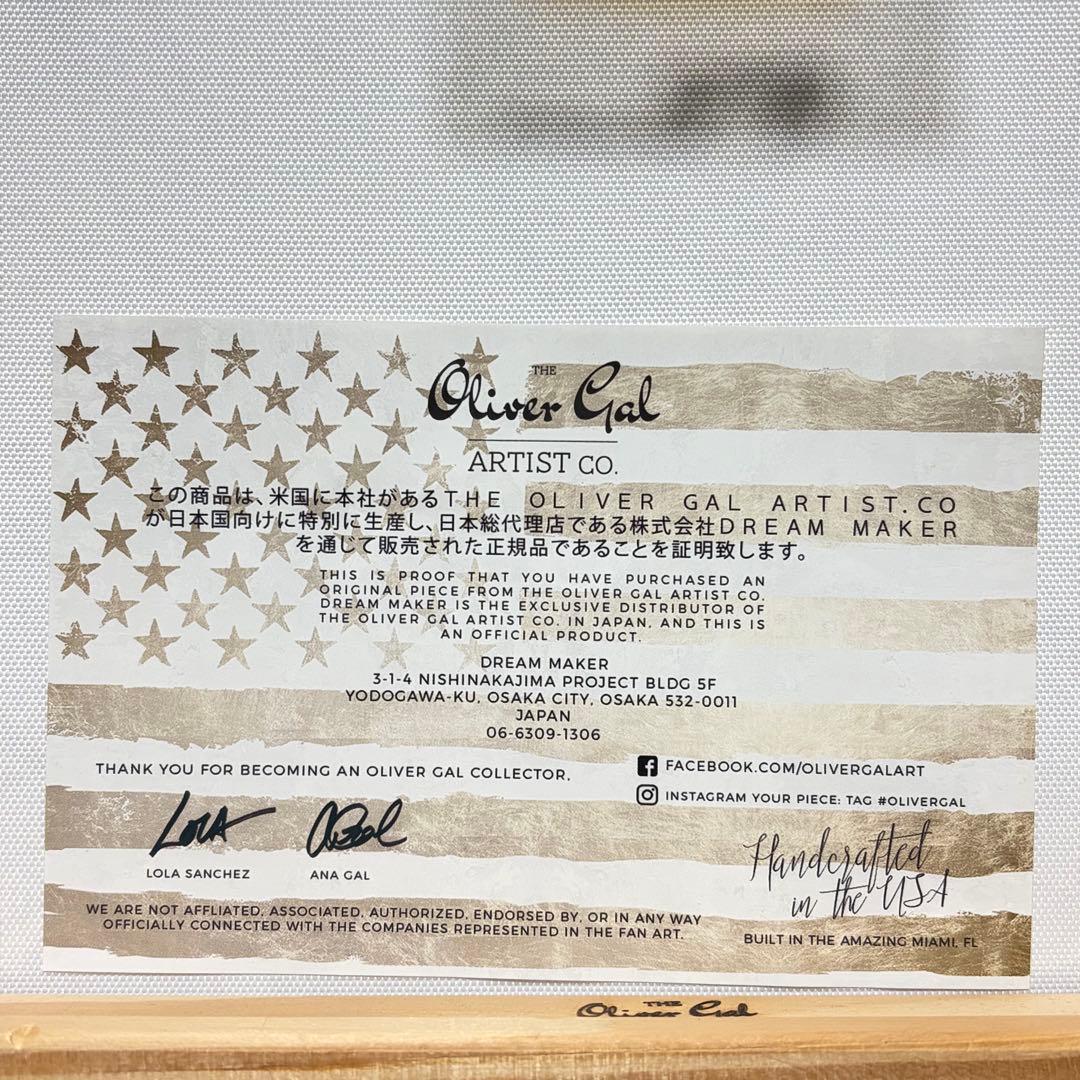 THE
Oliver Gal
ARTIST CO.
この商品は、米国に本社があるTHE OLIVER GAL ARTIST.CO
が日本国向けに特別に生産し、日本総代理店である株式会社DREAM MAKER
を通じて販売された正規品であることを証明致します。
THIS IS PROOF THAT YOU HAVE PURCHASED AN
ORIGINAL PIECE FROM THE OLIVER GAL ARTIST CO.
DREAM MAKER IS THE EXCLUSIVE DISTRIBUTOR OF
THE OLIVER GAL ARTIST CO. IN JAPAN, AND THIS IS
AN OFFICIAL PRODUCT.
DREAM MAKER
3-1-4 NISHINAKAJIMA PROJECT BLDG 5F
YODOGAWA-KU, OSAKA CITY, OSAKA 532-0011
JAPAN
06-6309-1306
THANK YOU FOR BECOMING AN OLIVER GAL COLLECTOR,
FACEBOOK.COM/OLIVERGALART
INSTAGRAM YOUR PIECE: TAG #OLIVERGAL
LOLA
LOLA SANCHEZ
ANA GAL
Handcrafted
in the USA
BUILT IN THE AMAZING MIAMI, FL
WE ARE NOT AFFLIATED, ASSOCIATED, AUTHORIZED, ENDORSED BY, OR IN ANY WAY
OFFICIALLY CONNECTED WITH THE COMPANIES REPRESENTED IN THE FAN ART.
THE
Oliver Gal